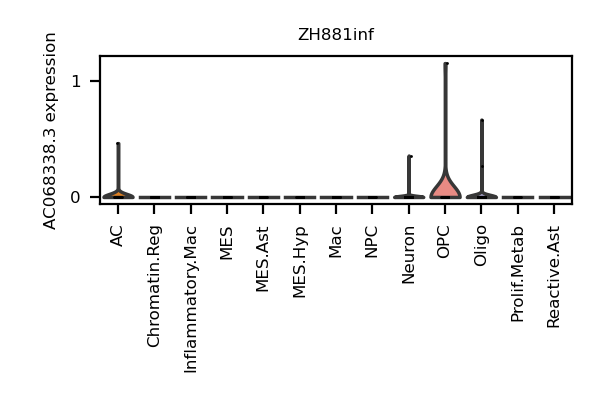 ZH881inf
AC068338.3 expression
1
0
AC
Chromatin.Reg
Inflammatory.Mac
MES
MES.Ast
MES.Hyp
Mac
NPC
Neuron
OPC
Oligo
Prolif.Metab
Reactive.Ast